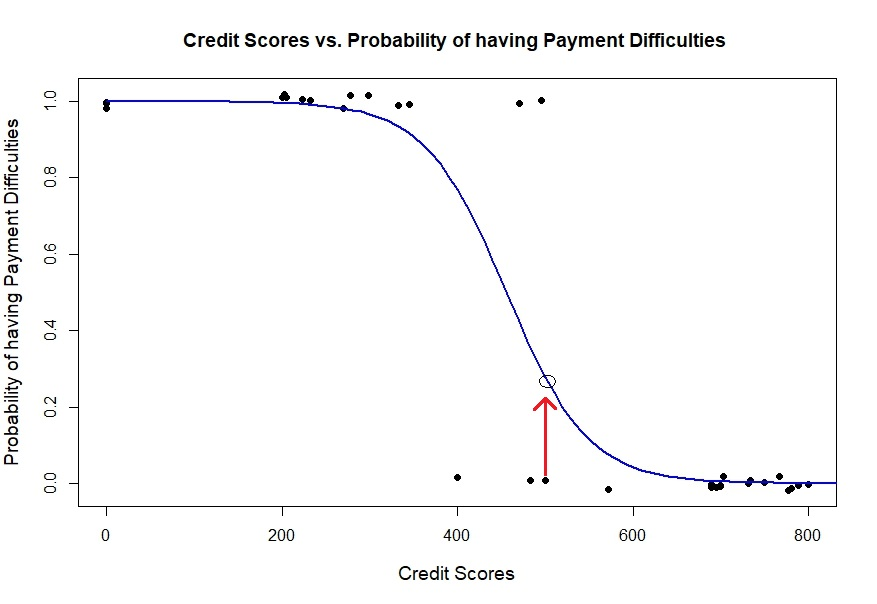 Credit Scores vs. Probability of having Payment Difficulties
Probability of having Payment Difficulties
1.0
0.8
0.6
0.4
0.2
0.0
0 200 400 600 800
Credit Scores